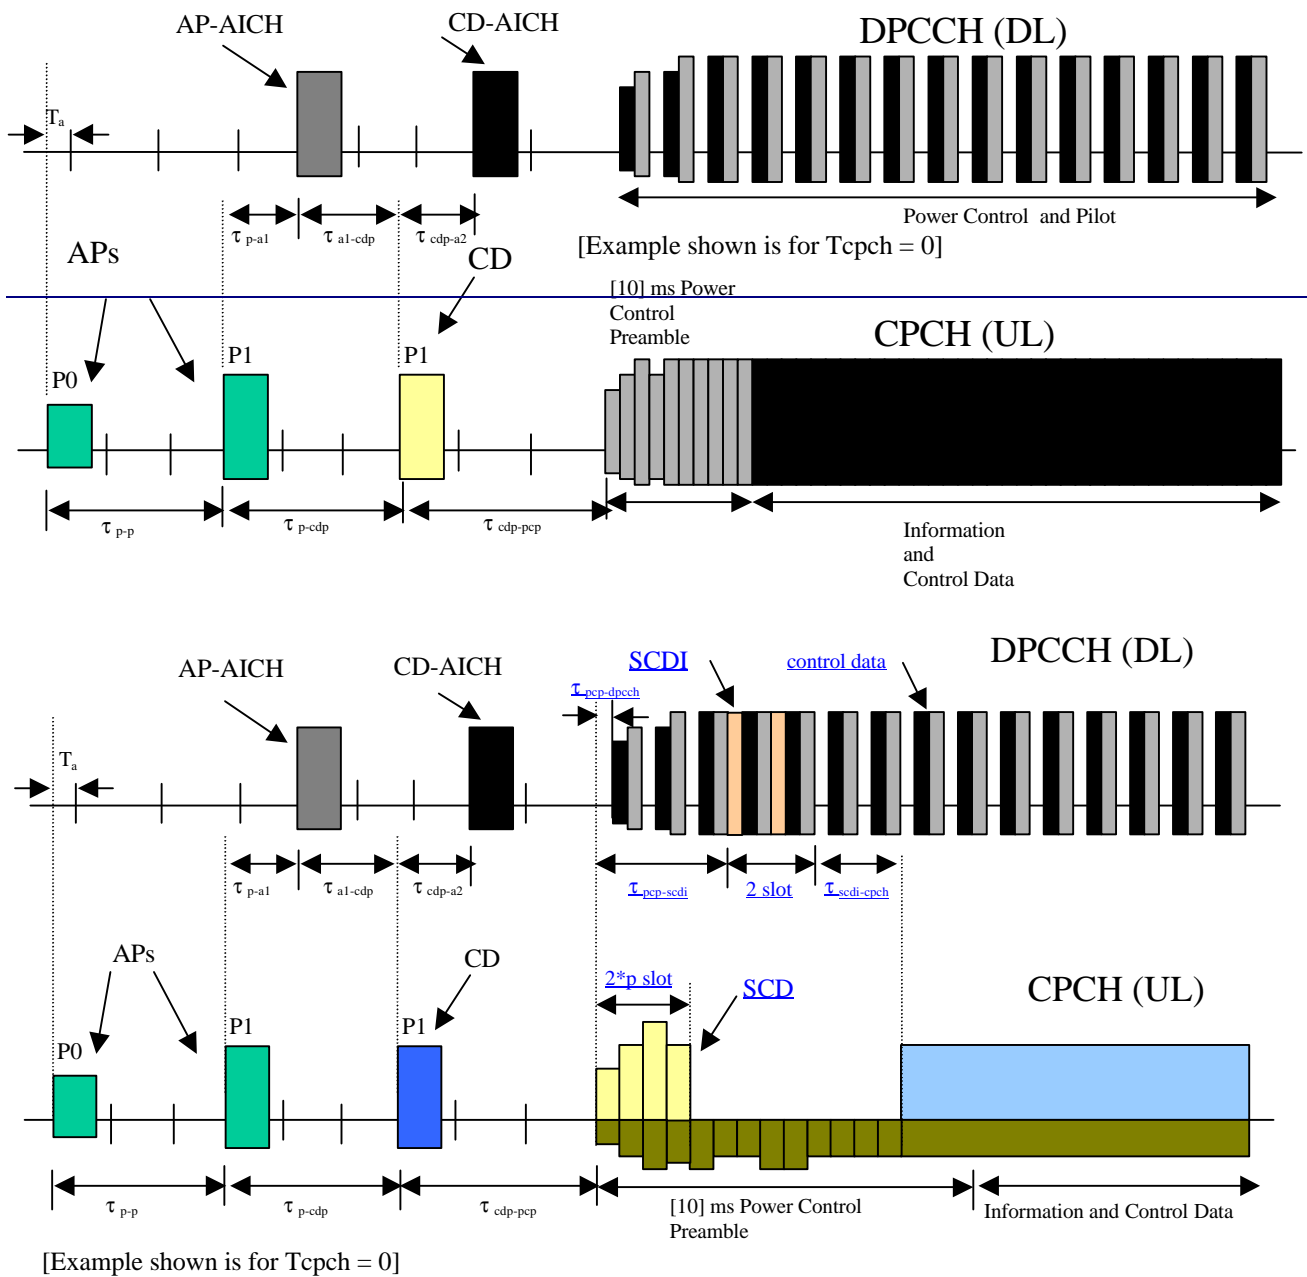 AP-AICH
CD-AICH
DPCCH (DL)
Ta
τ p-a1
τ a1-cdp
τ cdp-a2
Power Control and Pilot
[Example shown is for Tcpch = 0]
APs
CD
[10] ms Power
Control
Preamble
CPCH (UL)
P0
P1
P1
τ p-p
τ p-cdp
τ cdp-pcp
Information
and
Control Data
AP-AICH
CD-AICH
SCDI
control data
DPCCH (DL)
τ pcp-dpcch
Ta
τ p-a1
τ a1-cdp
τ cdp-a2
τ pcp-scdi
2 slot
τ scdi-cpch
APs
CD
2*p slot
SCD
CPCH (UL)
P0
P1
P1
τ p-p
τ p-cdp
τ cdp-pcp
[10] ms Power Control
Preamble
Information and Control Data
[Example shown is for Tcpch = 0]